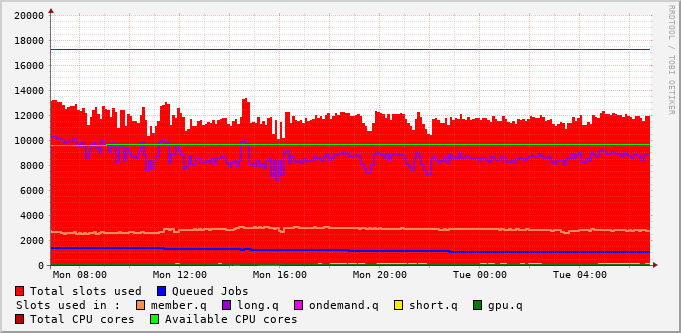 RRDTOOL / TOBI OETIKER
20000
18000
16000
14000
12000
10000
8000
6000
4000
2000
0
Mon 08:00 Mon 12:00 Mon 16:00 Mon 20:00 Tue 00:00 Tue 04:00
Total slots used Queued Jobs
Slots used in : member.q long.q ondemand.q short.q gpu.q
Total CPU cores Available CPU cores